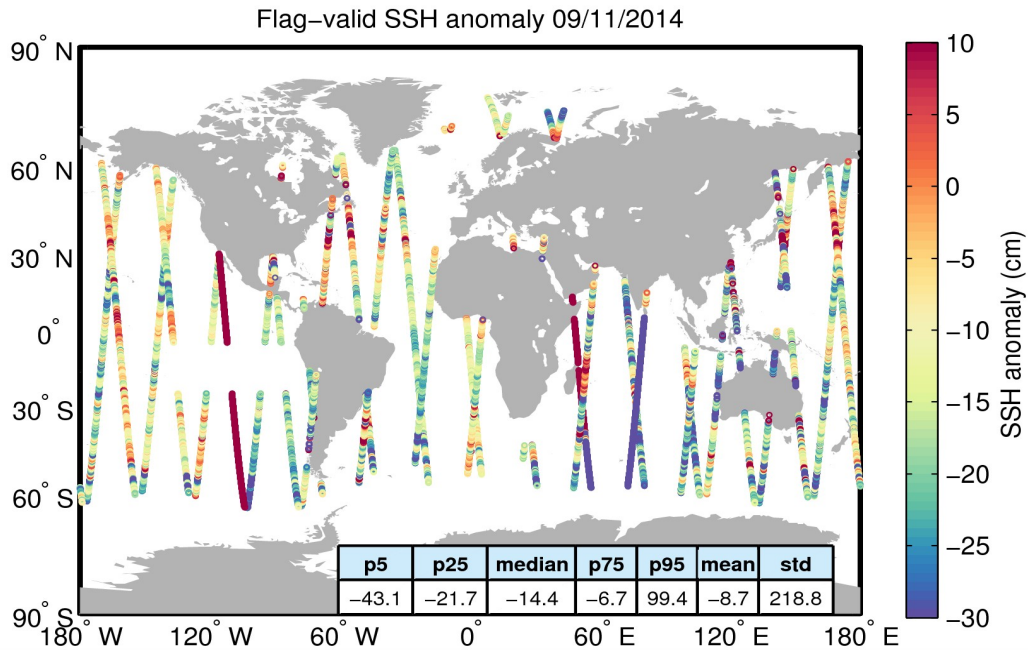 Flag−valid SSH anomaly 09/11/2014
90° N
60° N
30° N
0°
30° S
60° S
90° S
180° W
120° W
60° W
0°
60° E
120° E
180° E
p5 p25 median p75 p95 mean std
−43.1 −21.7 −14.4 −6.7 99.4 −8.7 218.8
10
5
0
−5
−10
−15
−20
−25
−30
SSH anomaly (cm)